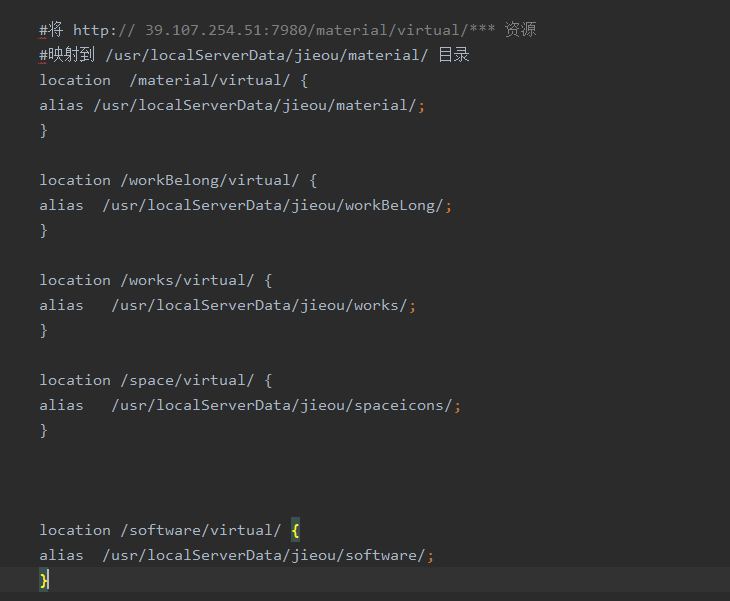 #将 http:// 39.107.254.51:7980/material/virtual/*** 资源
#映射到 /usr/localServerData/jieou/material/ 目录
location  /material/virtual/ {
alias /usr/localServerData/jieou/material/;
}
location /workBelong/virtual/ {
alias  /usr/localServerData/jieou/workBeLong/;
}
location /works/virtual/ {
alias   /usr/localServerData/jieou/works/;
}
location /space/virtual/ {
alias   /usr/localServerData/jieou/spaceicons/;
}
location /software/virtual/ {
alias  /usr/localServerData/jieou/software/;
}